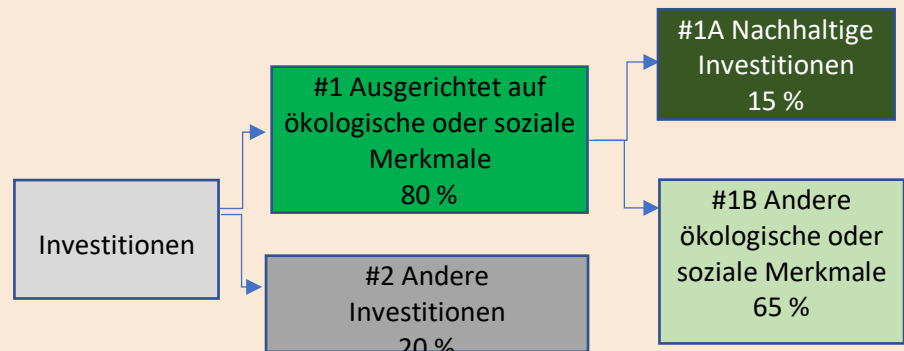 Investitionen
#1 Ausgerichtet auf
ökologische oder soziale
Merkmale
80 %
#2 Andere
Investitionen
20 %
#1A Nachhaltige
Investitionen
15 %
#1B Andere
ökologische oder
soziale Merkmale
65 %